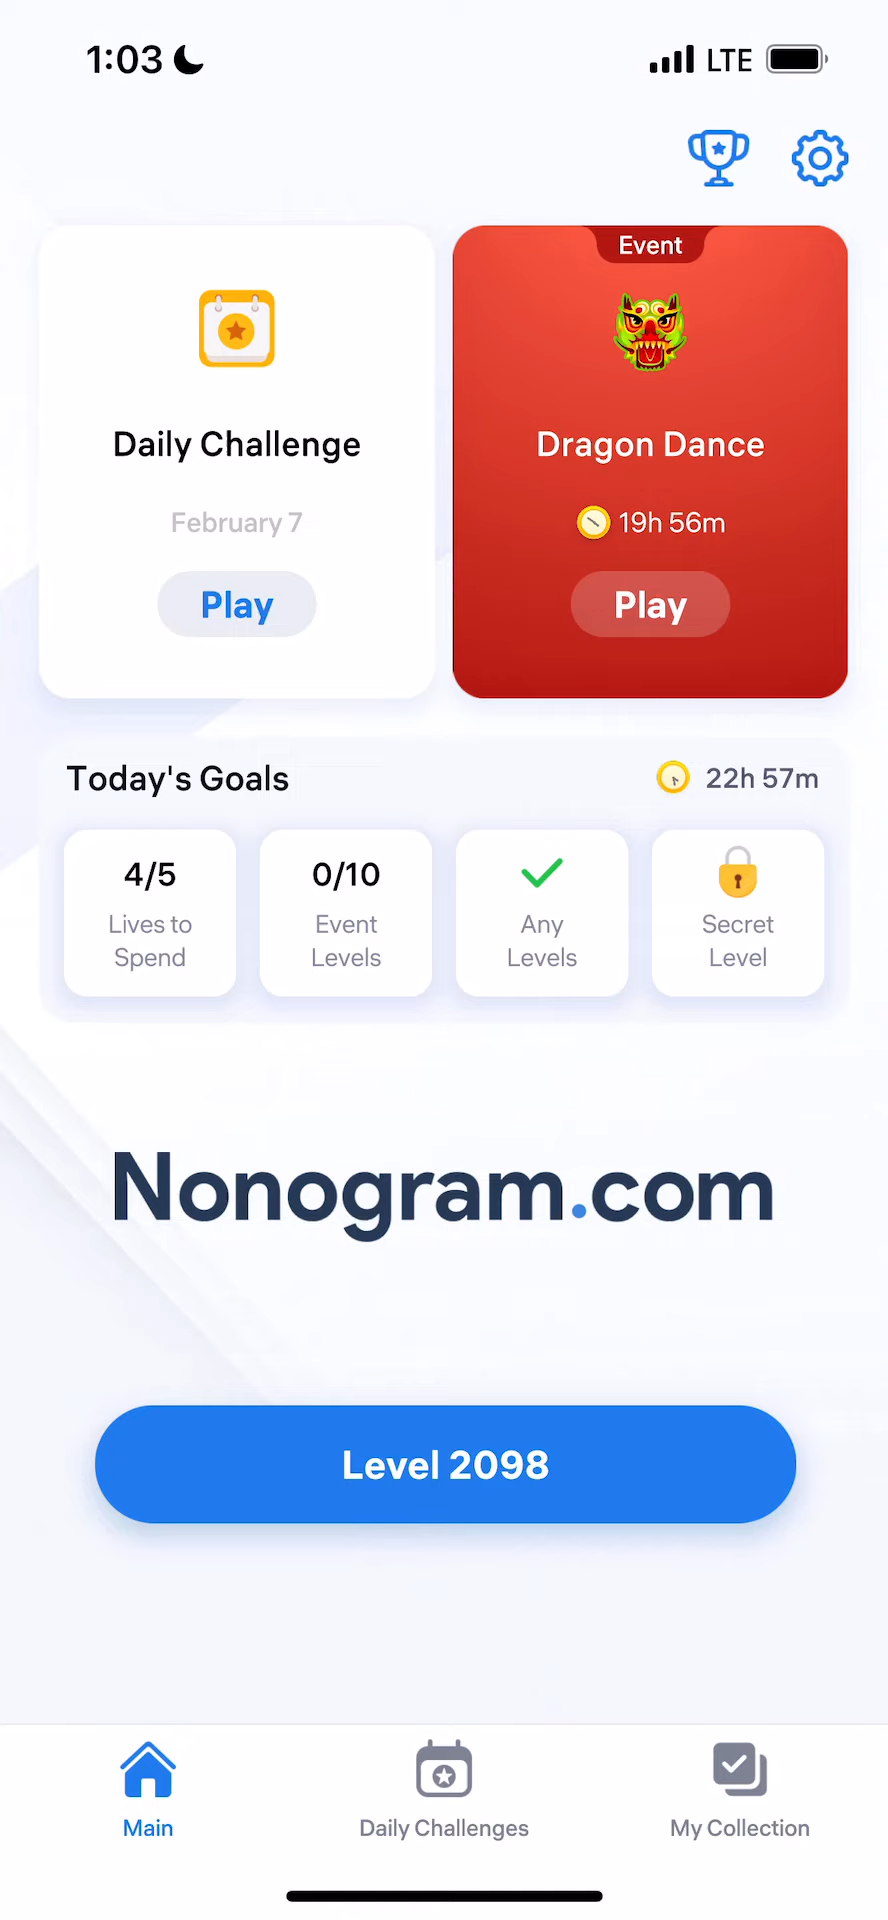 1:03
LTE
Event
Daily Challenge
Dragon Dance
February 7
19h 56m
Play
Play
Today's Goals
22h 57m
4/5
Lives to
Spend
0/10
Event
Levels
Any
Levels
Secret
Level
Nonogram.com
Level 2098
Main
Daily Challenges
My Collection